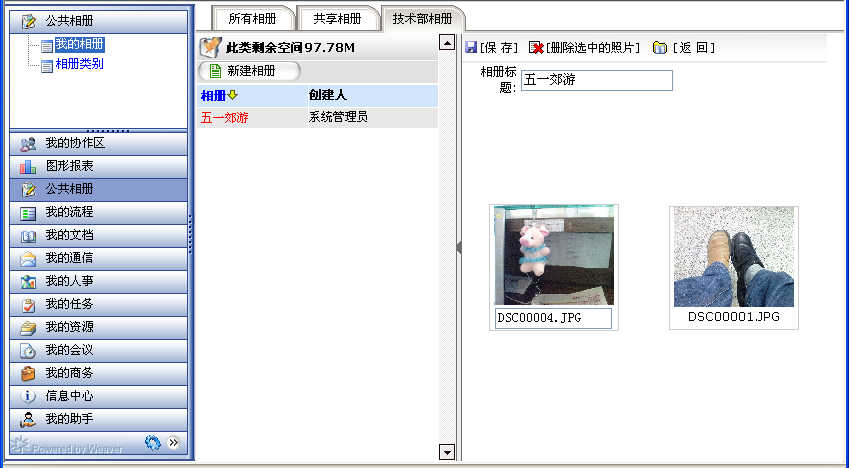 公共相册
我的相册
相册类别
我的协作区
图形报表
公共相册
我的流程
我的文档
我的通信
我的人事
我的任务
我的资源
我的会议
我的商务
信息中心
我的助手
Powered by Weaver
所有相册 共享相册 技术部相册
此类剩余空间97.78M
新建相册
相册 创建人
五一郊游 系统管理员
[保 存] [删除选中的照片] [返 回]
相册标
题: 五一郊游
DSC00004.JPG DSC00001.JPG